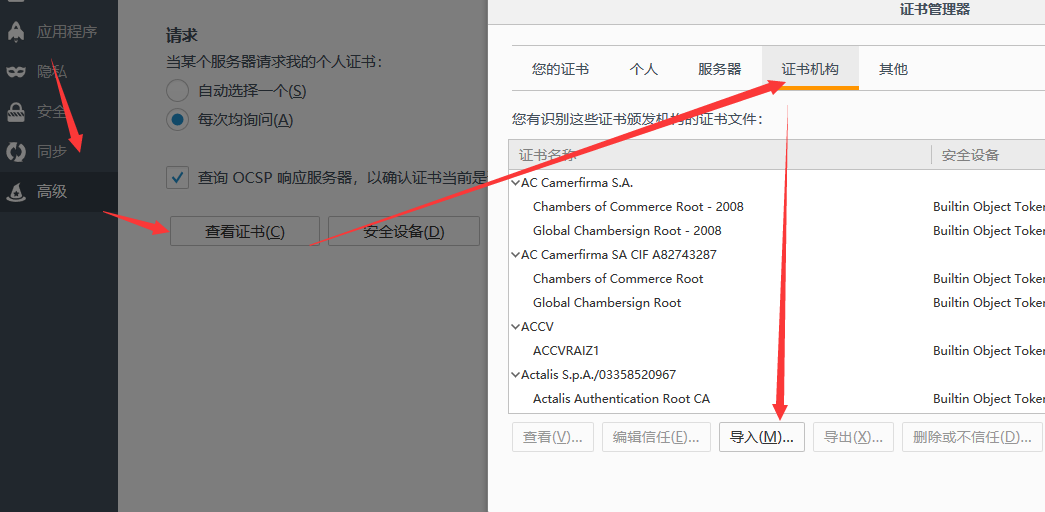 应用程序
隐私
安全
同步
高级
请求
当某个服务器请求我的个人证书：
自动选择一个(S)
每次均询问(A)
查询 OCSP 响应服务器，以确认证书当前是
查看证书(C)
安全设备(D)
证书管理器
您的证书 个人 服务器 证书机构 其他
您有识别这些证书颁发机构的证书文件：
证书名称 安全设备
AC Camerfirma S.A.
Chambers of Commerce Root - 2008 Builtin Object Token
Global Chambersign Root - 2008 Builtin Object Token
AC Camerfirma SA CIF A82743287
Chambers of Commerce Root Builtin Object Token
Global Chambersign Root Builtin Object Token
ACCV
ACCVRAIZ1 Builtin Object Token
Actalis S.p.A./03358520967
Actalis Authentication Root CA Builtin Object Token
查看(V)... 编辑信任(E)... 导入(M)... 导出(X)... 删除或不信任(D)...